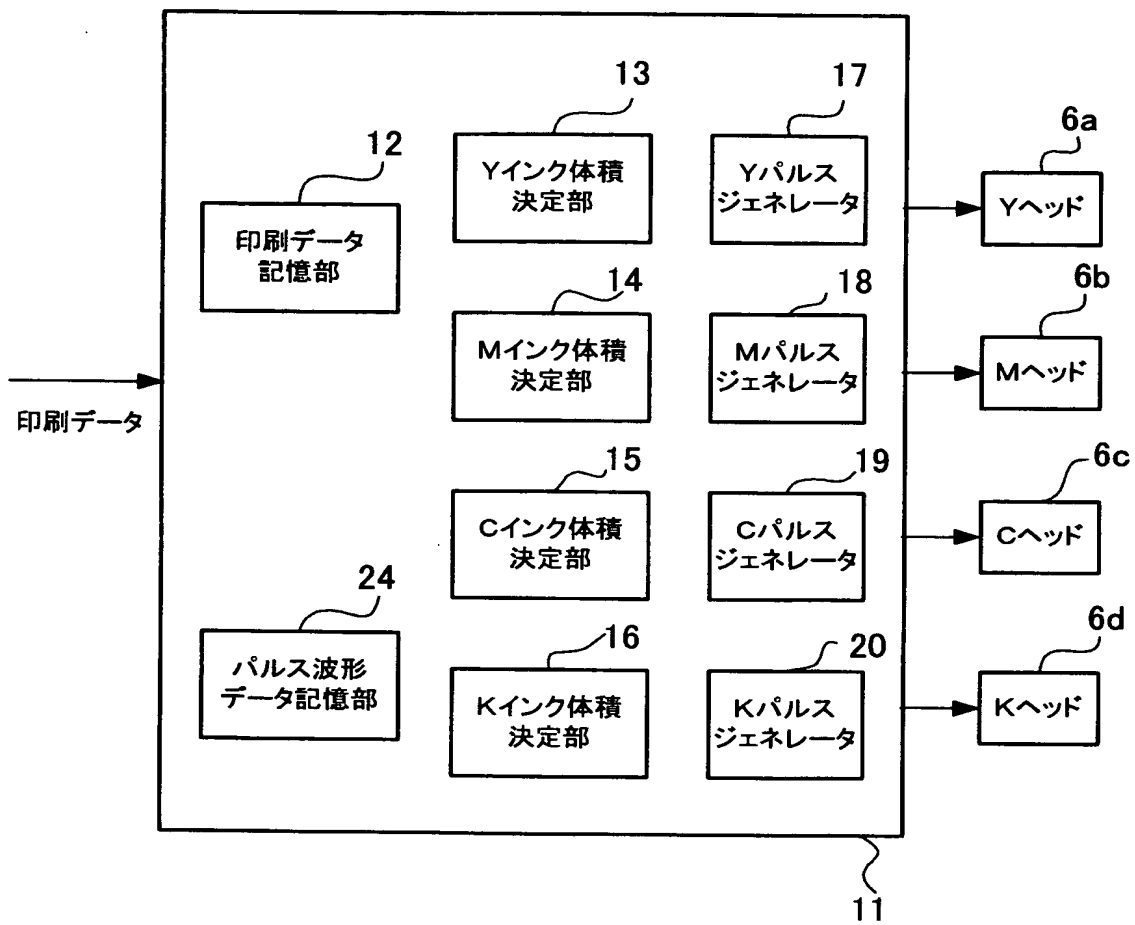 13
17
6a
12
Yインク体積
決定部
Yパルス
ジェネレータ
Yヘッド
印刷データ
記憶部
14
18
6b
Mインク体積
決定部
Mパルス
ジェネレータ
Mヘッド
印刷データ
15
19
6c
Cインク体積
決定部
Cパルス
ジェネレータ
Cヘッド
24
16
20
6d
パルス波形
データ記憶部
Kインク体積
決定部
Kパルス
ジェネレータ
Kヘッド
11